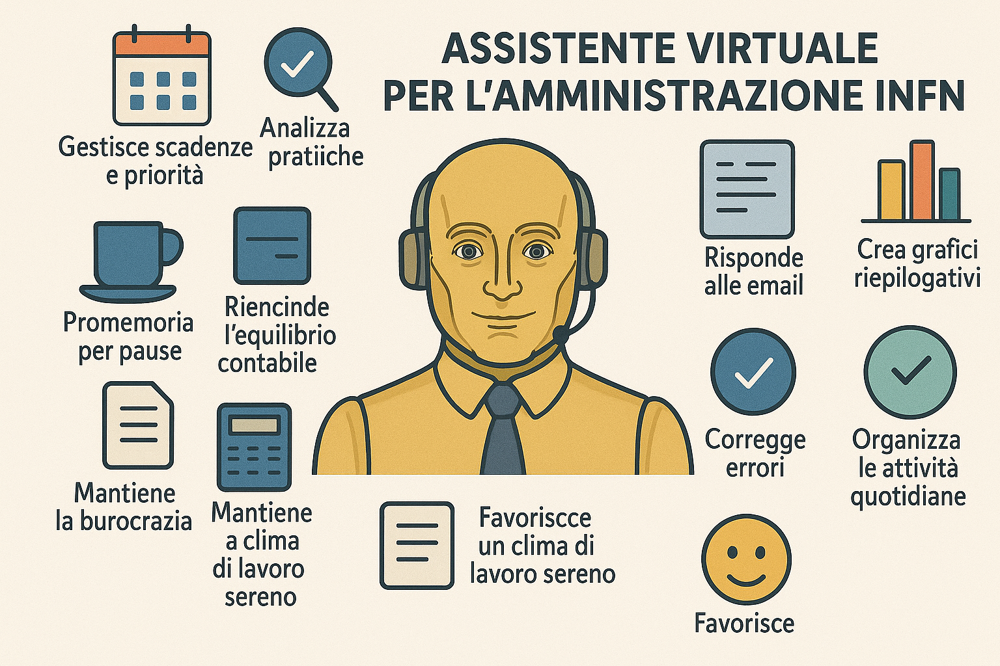 ASSISTENTE VIRTUALE
PER L'AMMINISTRAZIONE INFN
Gestisce scadenze
e priorità
Analizza
pratiiche
Promemoria
per pause
Riencinde
l'equilibrio
contabile
Mantiene
la burocrazia
Mantiene
a clima
di lavoro
sereno
Favoriscce
un clima di
lavoro sereno
Risponde
alle email
Crea grafici
riepilogativi
Corregge
errori
Organizza
le attività
quotidiane
Favorisce